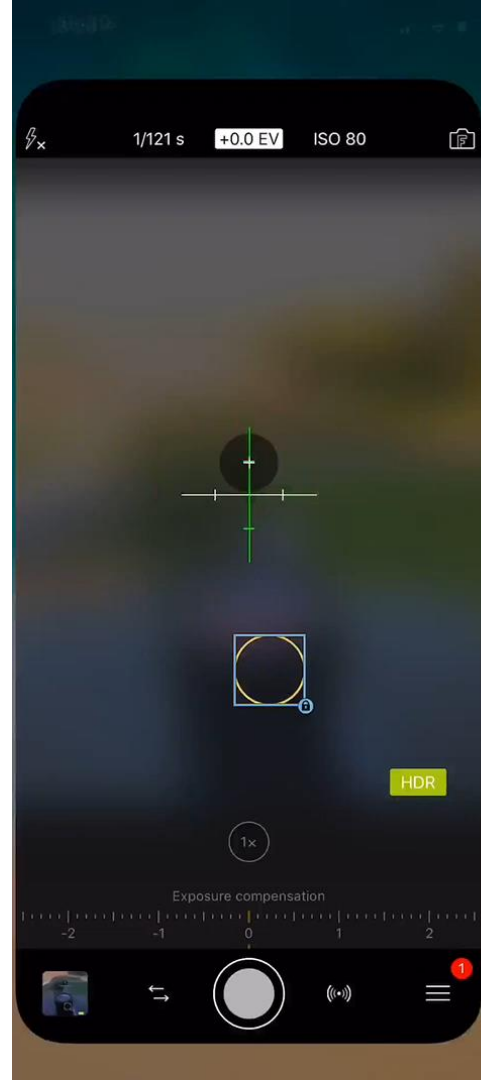 1/121 s +0.0 EV ISO 80
F
HDR
1×
Exposure compensation
-2 -1 0 1 2
1